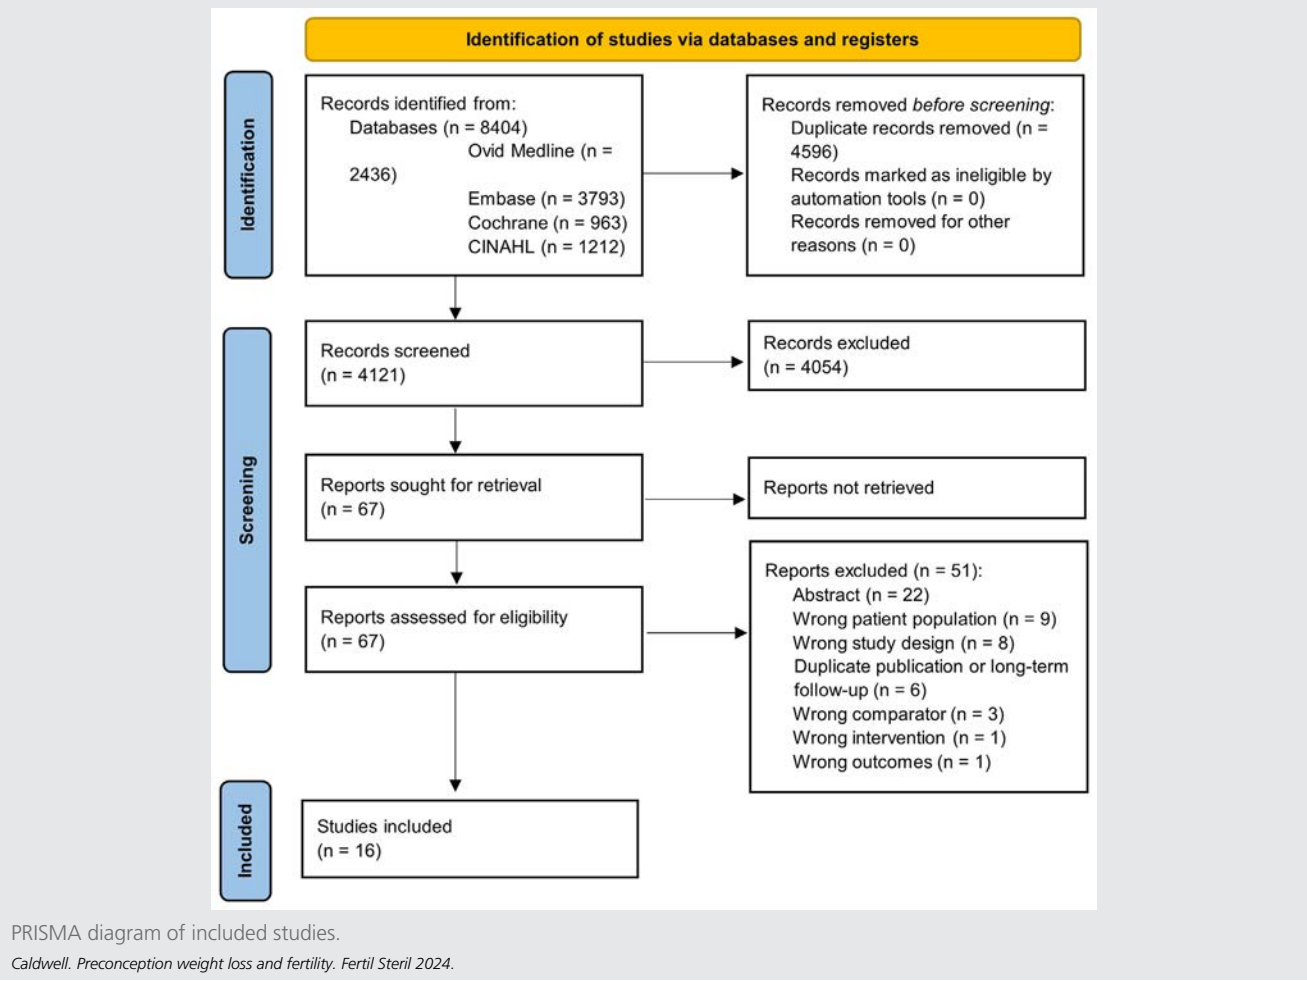 Identification of studies via databases and registers
Identification
Records identified from:
Databases (n = 8404)
Ovid Medline (n =
2436)
Embase (n = 3793)
Cochrane (n = 963)
CINAHL (n = 1212)
Records removed before screening:
Duplicate records removed (n =
4596)
Records marked as ineligible by
automation tools (n = 0)
Records removed for other
reasons (n = 0)
Screening
Records screened
(n = 4121)
Records excluded
(n = 4054)
Reports sought for retrieval
(n = 67)
Reports not retrieved
Reports assessed for eligibility
(n = 67)
Reports excluded (n = 51):
Abstract (n = 22)
Wrong patient population (n = 9)
Wrong study design (n = 8)
Duplicate publication or long-term
follow-up (n = 6)
Wrong comparator (n = 3)
Wrong intervention (n = 1)
Wrong outcomes (n = 1)
Included
Studies included
(n = 16)
PRISMA diagram of included studies.
Caldwell. Preconception weight loss and fertility. Fertil Steril 2024.